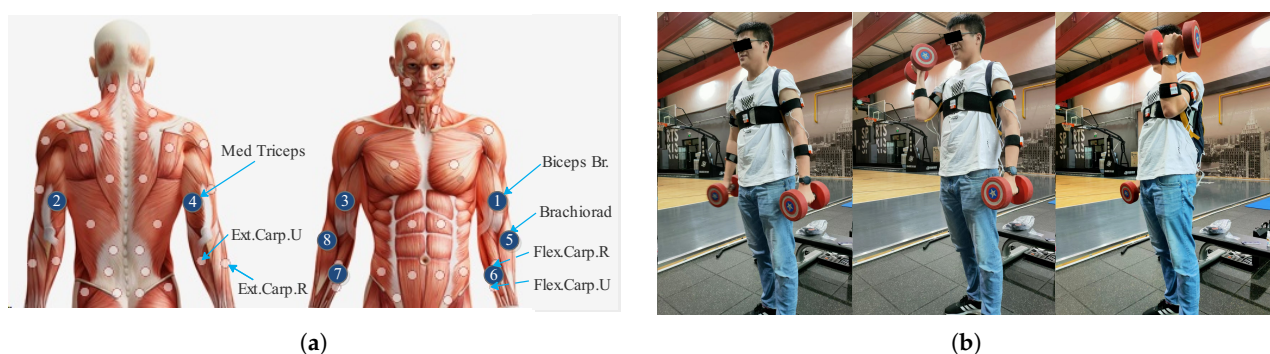 Med Triceps
Biceps Br.
2
4
3
1
Brachiorad
Ext.Carp.U
8
5
Flex.Carp.R
7
6
Ext.Carp.R
Flex.Carp.U
(a)
(b)